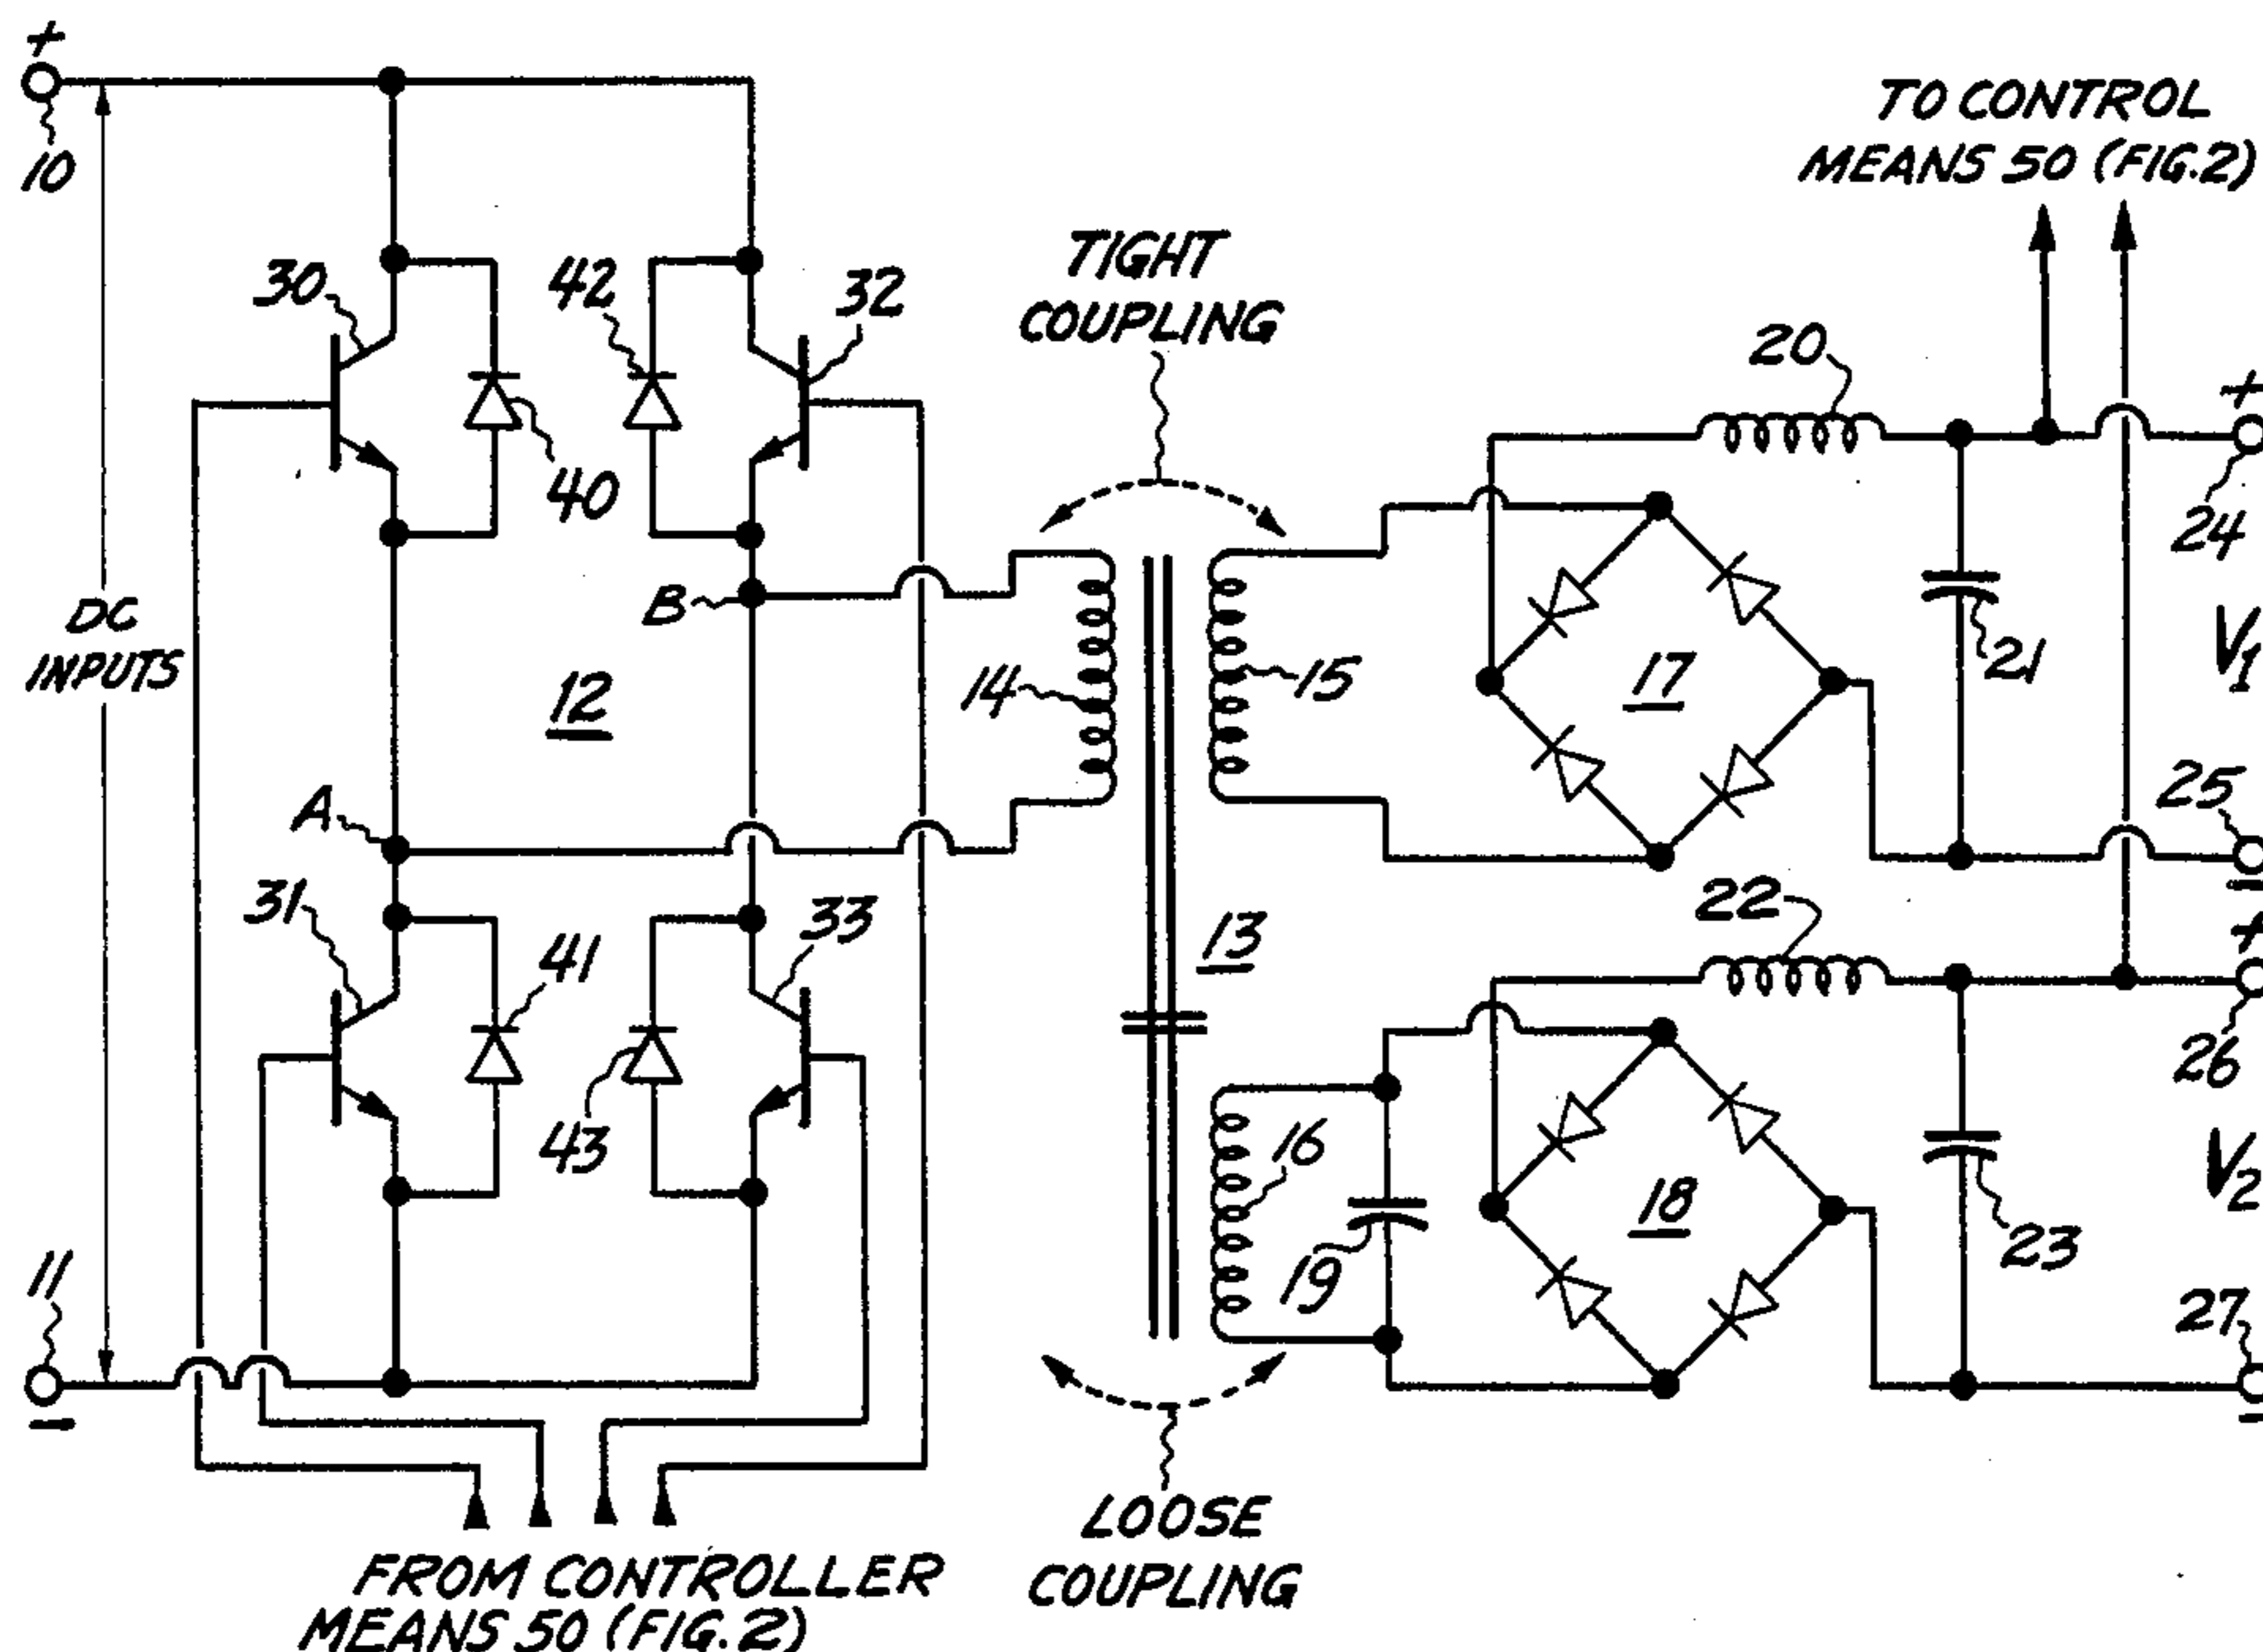 +
10
TO CONTROL
MEANS 50 (FIG.2)
TIGHT
COUPLING
30
42
32
20
+
40
24
DC
INPUTS
B
12
14
15
17
21
V1
A
25
−
31
41
33
13
22
+
26
43
16
19
18
23
V2
11
−
27
−
LOOSE
COUPLING
FROM CONTROLLER
MEANS 50 (FIG.2)